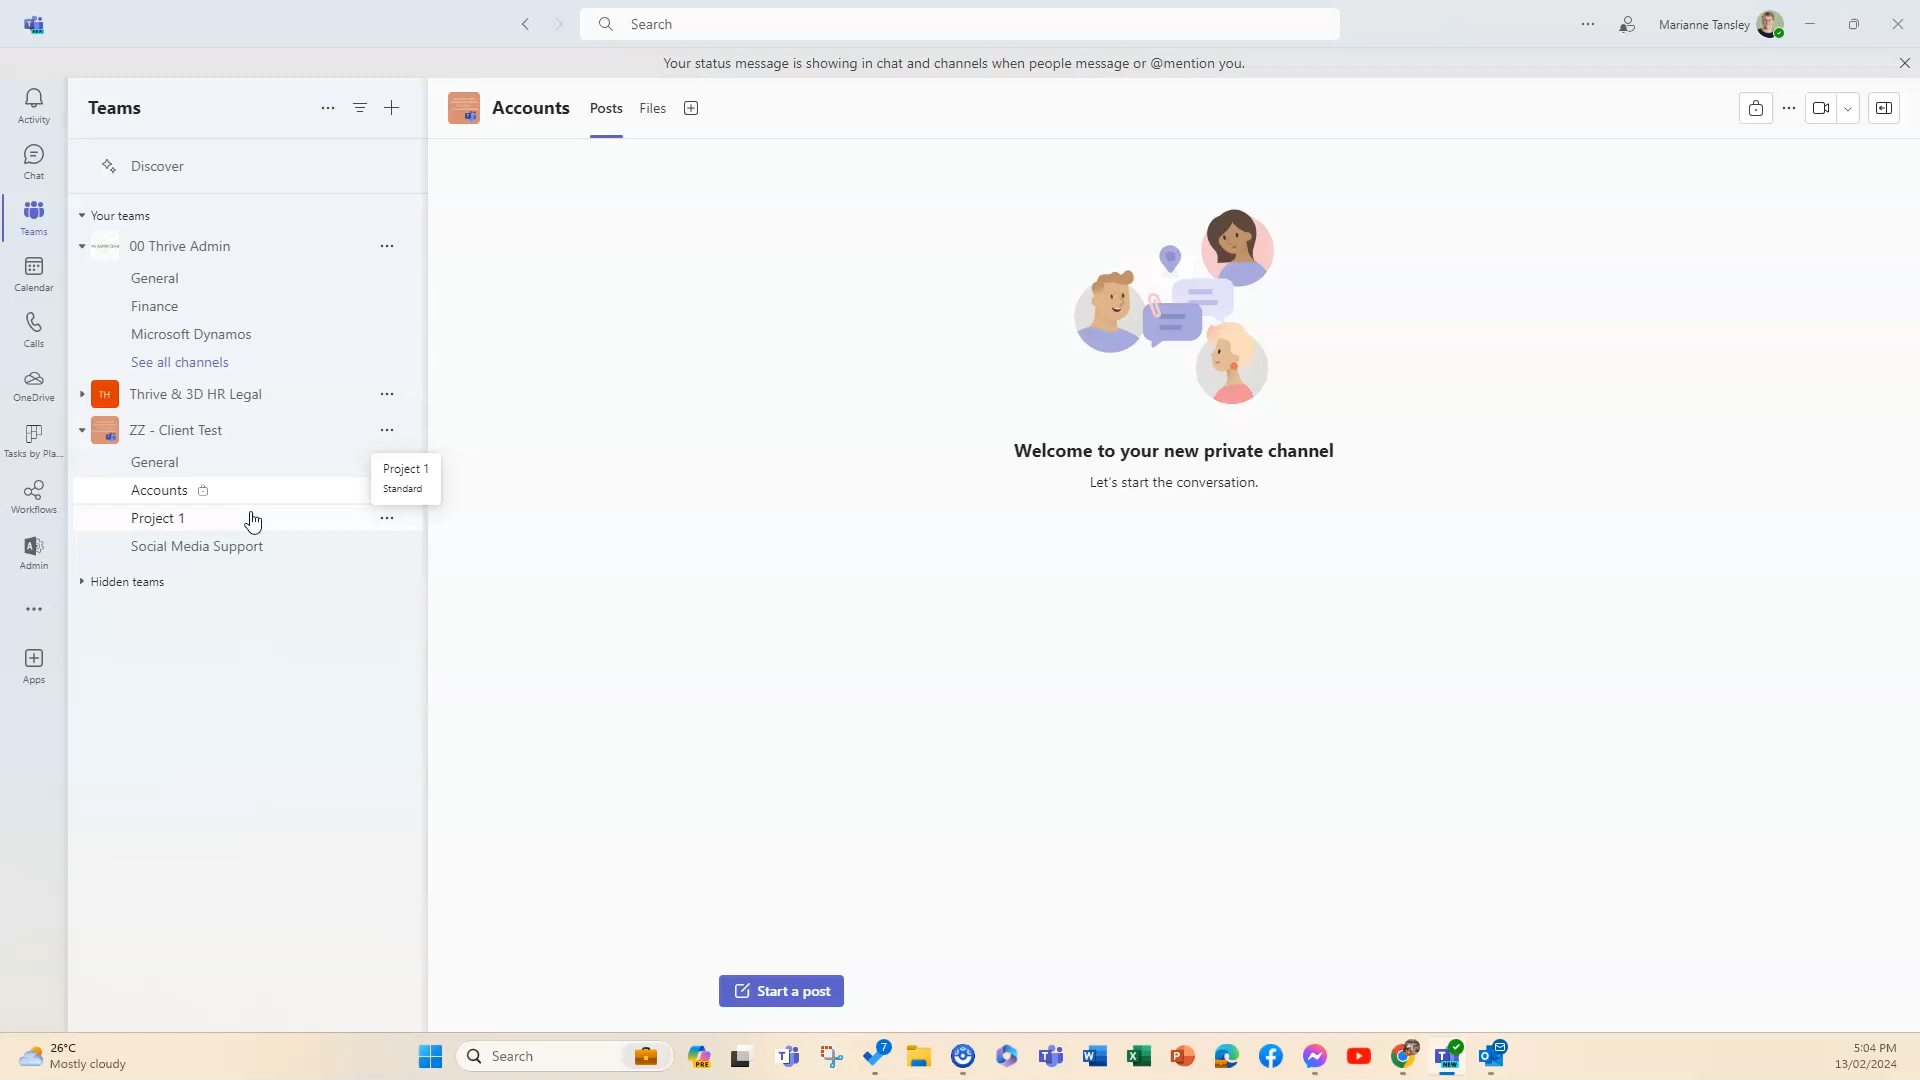 Search
Marianne Tansley
Your status message is showing in chat and channels when people message or @mention you.
Activity
Chat
Teams
Calendar
Calls
OneDrive
Tasks by Pla...
Workflows
Admin
Apps
Teams
Discover
Your teams
00 Thrive Admin
General
Finance
Microsoft Dynamos
See all channels
TH
Thrive & 3D HR Legal
ZZ - Client Test
General
Accounts
Project 1
Social Media Support
Hidden teams
Project 1
Standard
Accounts
Posts
Files
Welcome to your new private channel
Let's start the conversation.
Start a post
26°C
Mostly cloudy
Search
PRE
7
NEW
5:04 PM
13/02/2024